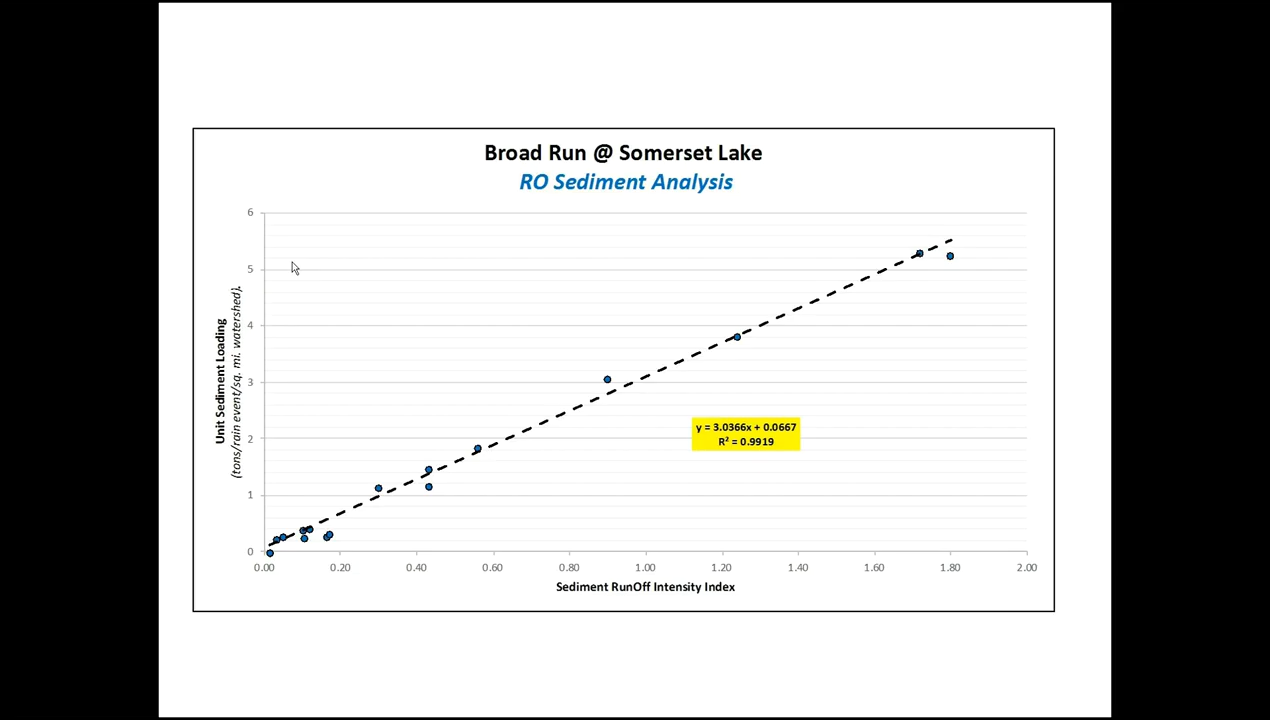 Broad Run @ Somerset Lake
RO Sediment Analysis
Unit Sediment Loading
(tons/rain event/sq. mi. watershed),
6
5
4
3
2
1
0
y = 3.0366x + 0.0667
R² = 0.9919
0.00 0.20 0.40 0.60 0.80 1.00 1.20 1.40 1.60 1.80 2.00
Sediment RunOff Intensity Index